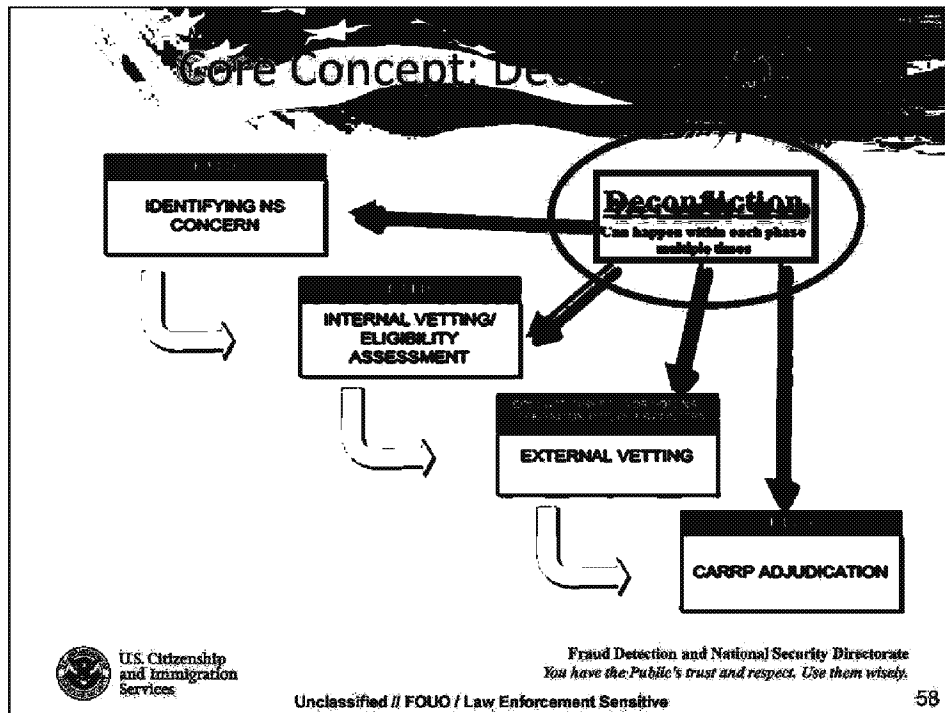 Core Concept:
IDENTIFYING NS
CONCERN
Deconfliction
Can happen within each phase
multiple times
INTERNAL VETTING/
ELIGIBILITY
ASSESSMENT
EXTERNAL VETTING
CARRP ADJUDICATION
U.S. Citizenship
and Immigration
Services
Fraud Detection and National Security Directorate
You have the Public's trust and respect. Use them wisely.
Unclassified // FOUO / Law Enforcement Sensitive
58